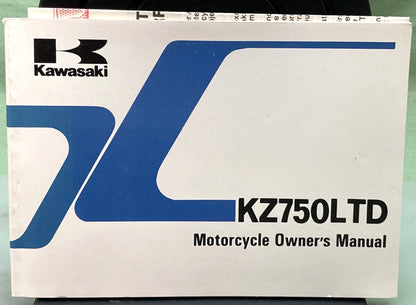 Kawasaki
KZ750LTD
Motorcycle Owner's Manual